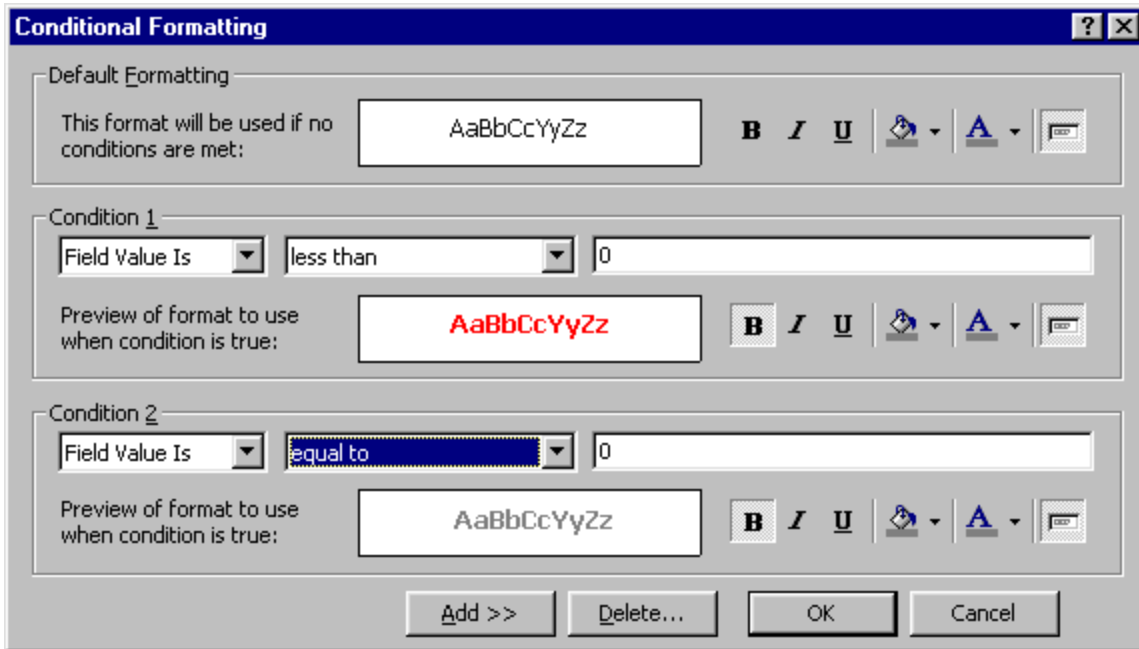 Conditional Formatting
Default Formatting
This format will be used if no
conditions are met:
AaBbCcYyZz
B I U A
Condition 1
Field Value Is less than 0
Preview of format to use
when condition is true:
AaBbCcYyZz
B I U A
Condition 2
Field Value Is equal to 0
Preview of format to use
when condition is true:
AaBbCcYyZz
B I U A
Add >> Delete... OK Cancel